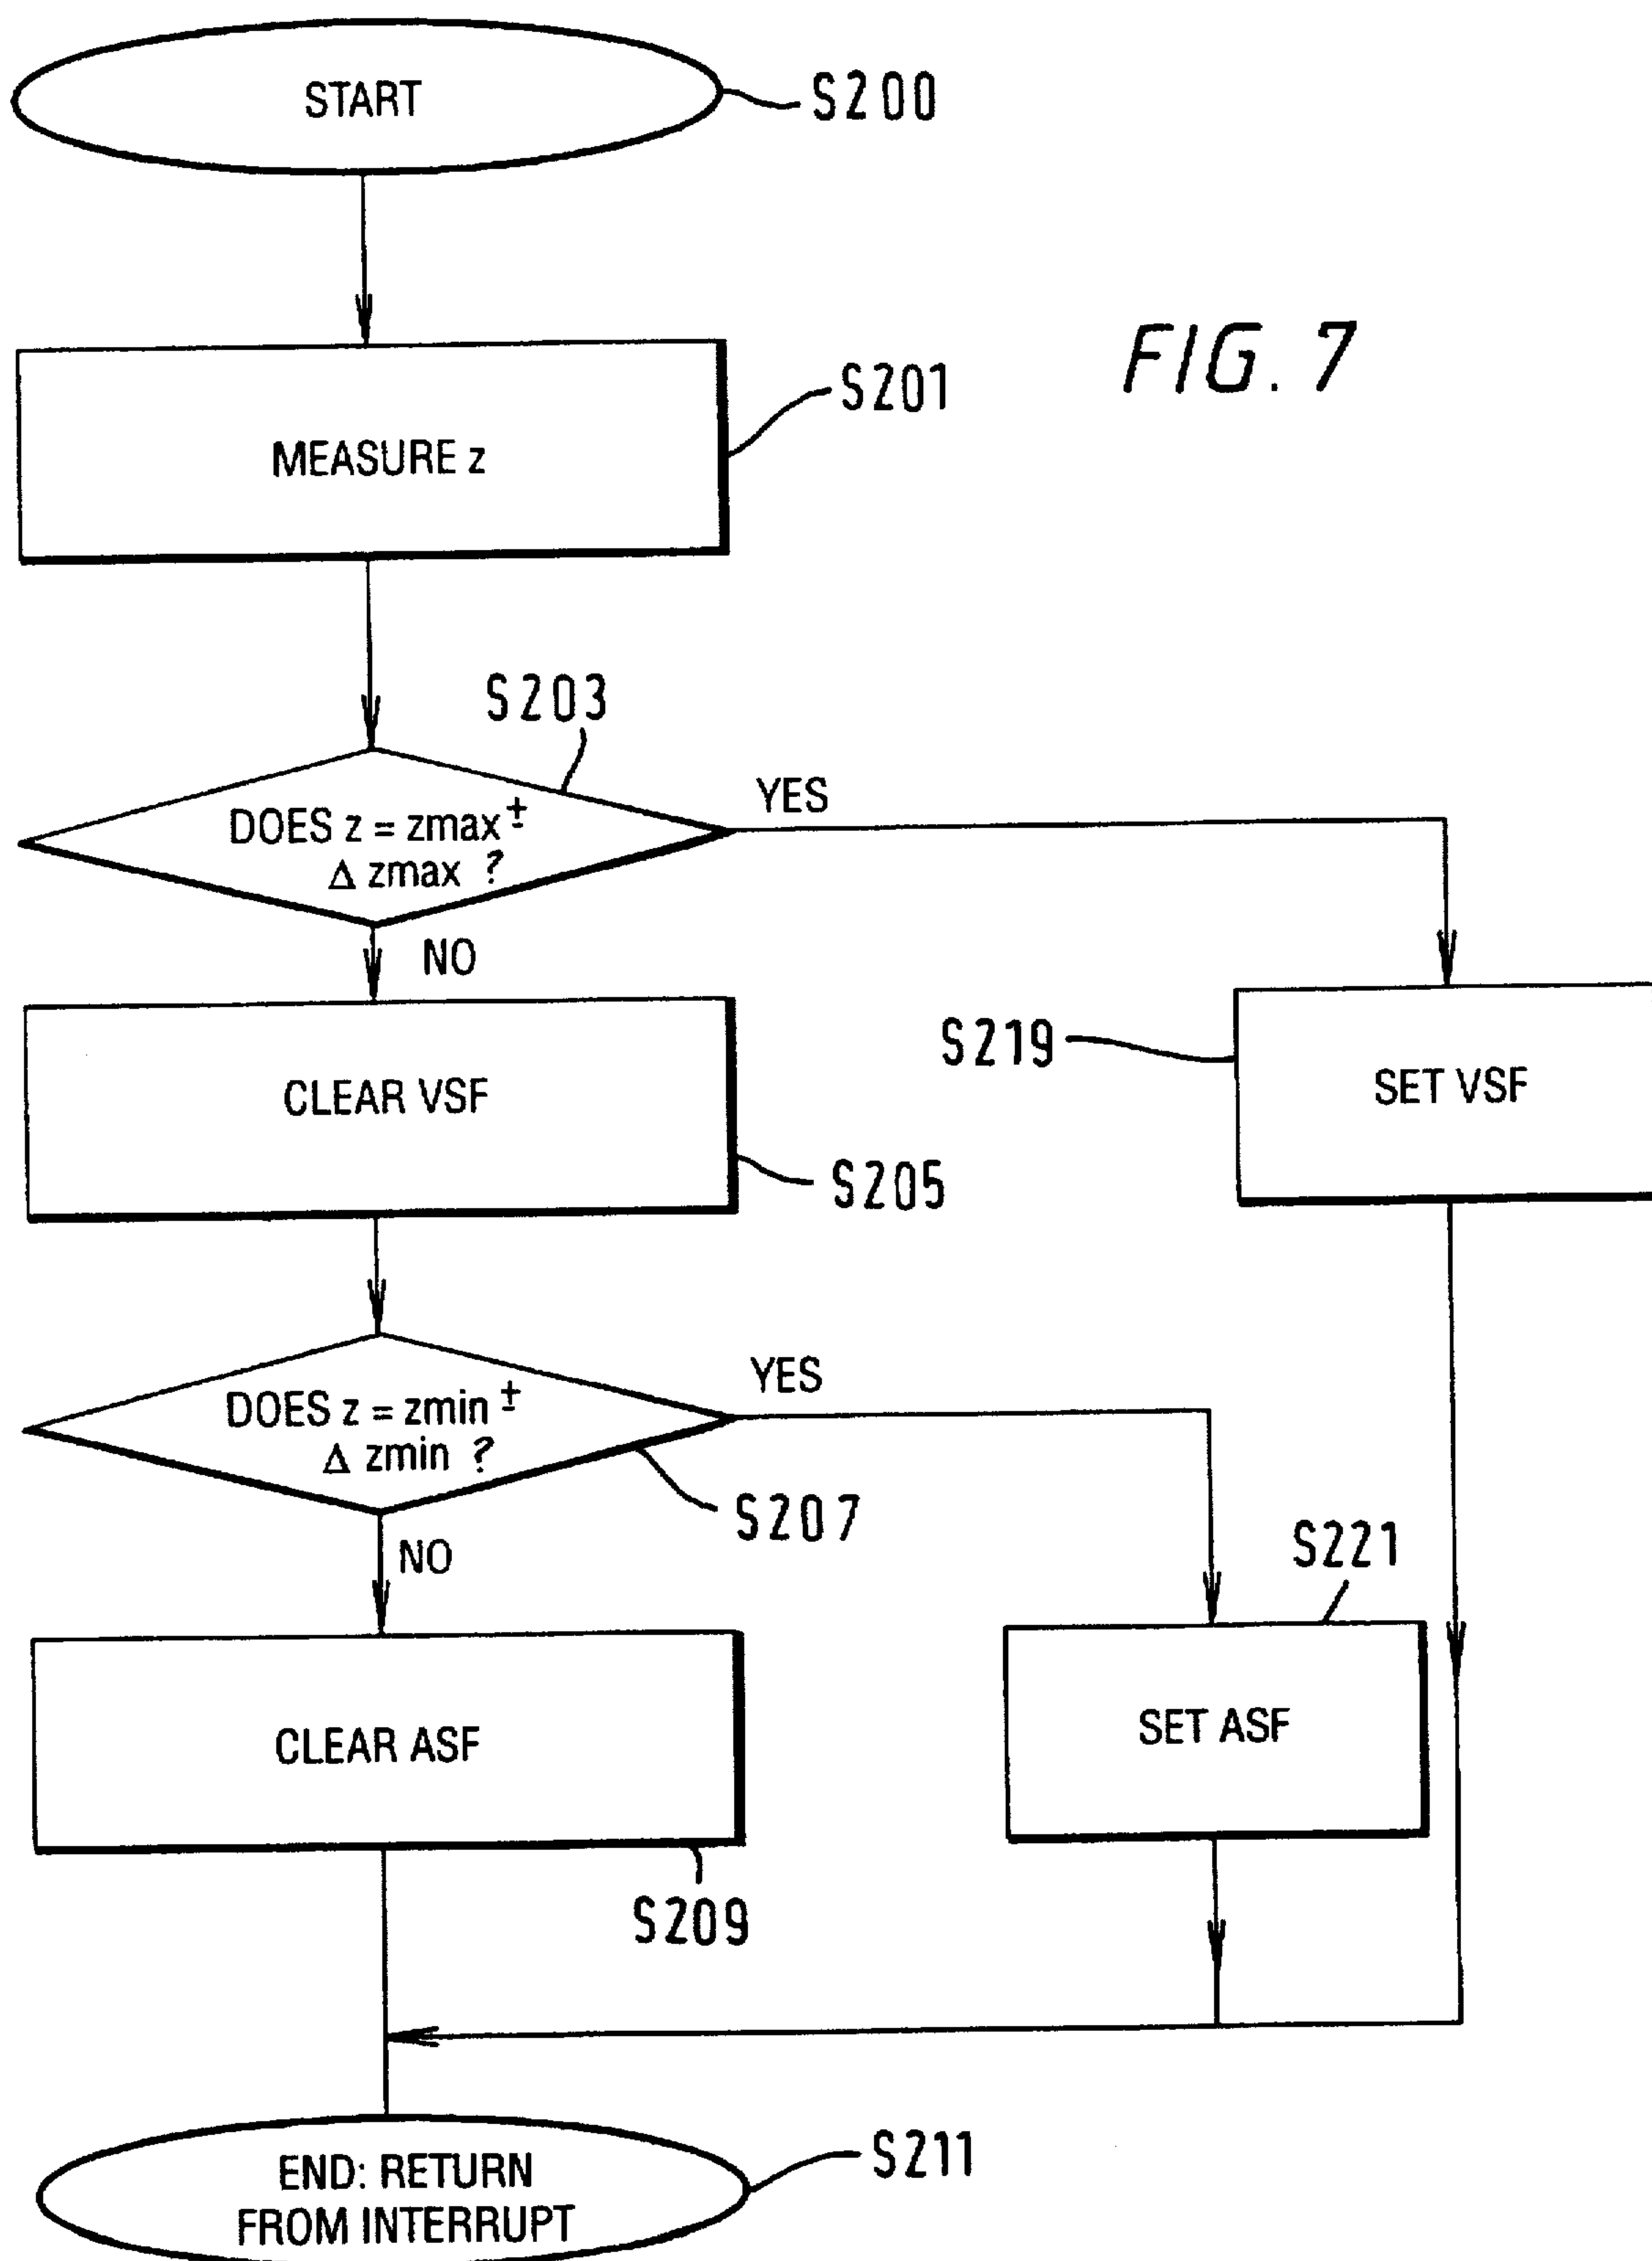 START
S200
FIG. 7
MEASURE z
S201
S203
DOES z = zmax ±
Δ zmax ?
YES
NO
CLEAR VSF
S205
S219
SET VSF
DOES z = zmin ±
Δ zmin ?
YES
S207
NO
S221
CLEAR ASF
SET ASF
S209
END: RETURN
FROM INTERRUPT
S211